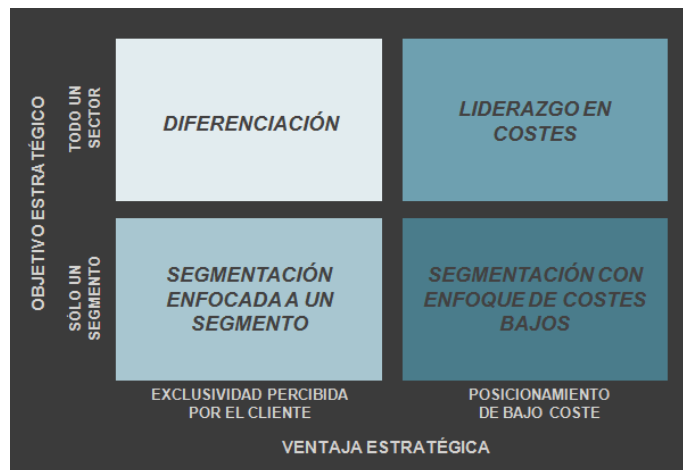 OBJETIVO ESTRATÉGICO
TODO UN
SECTOR
DIFERENCIACIÓN
LIDERAZGO EN
COSTES
SÓLO UN
SEGMENTO
SEGMENTACIÓN
ENFOCADA A UN
SEGMENTO
SEGMENTACIÓN CON
ENFOQUE DE COSTES
BAJOS
EXCLUSIVIDAD PERCIBIDA
POR EL CLIENTE
POSICIONAMIENTO
DE BAJO COSTE
VENTAJA ESTRATÉGICA